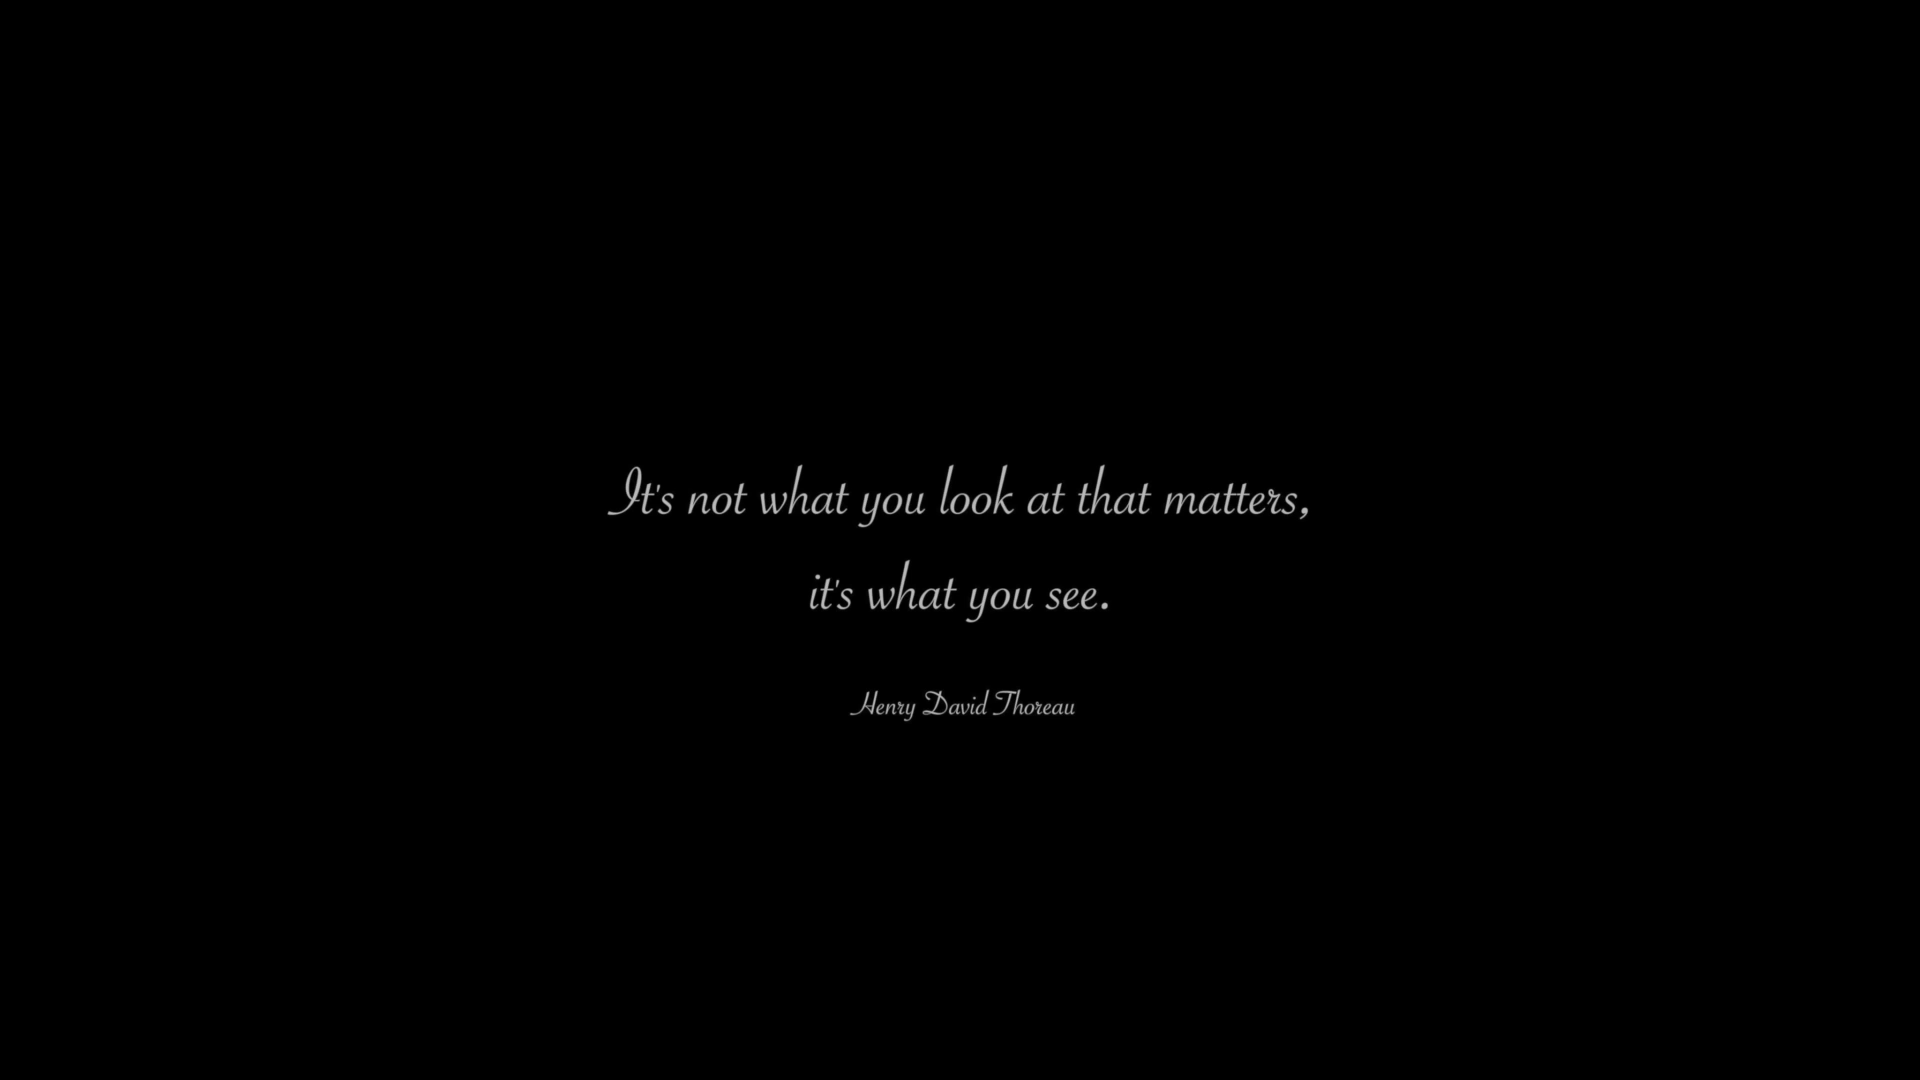 It's not what you look at that matters,
it's what you see.
Henry David Thoreau